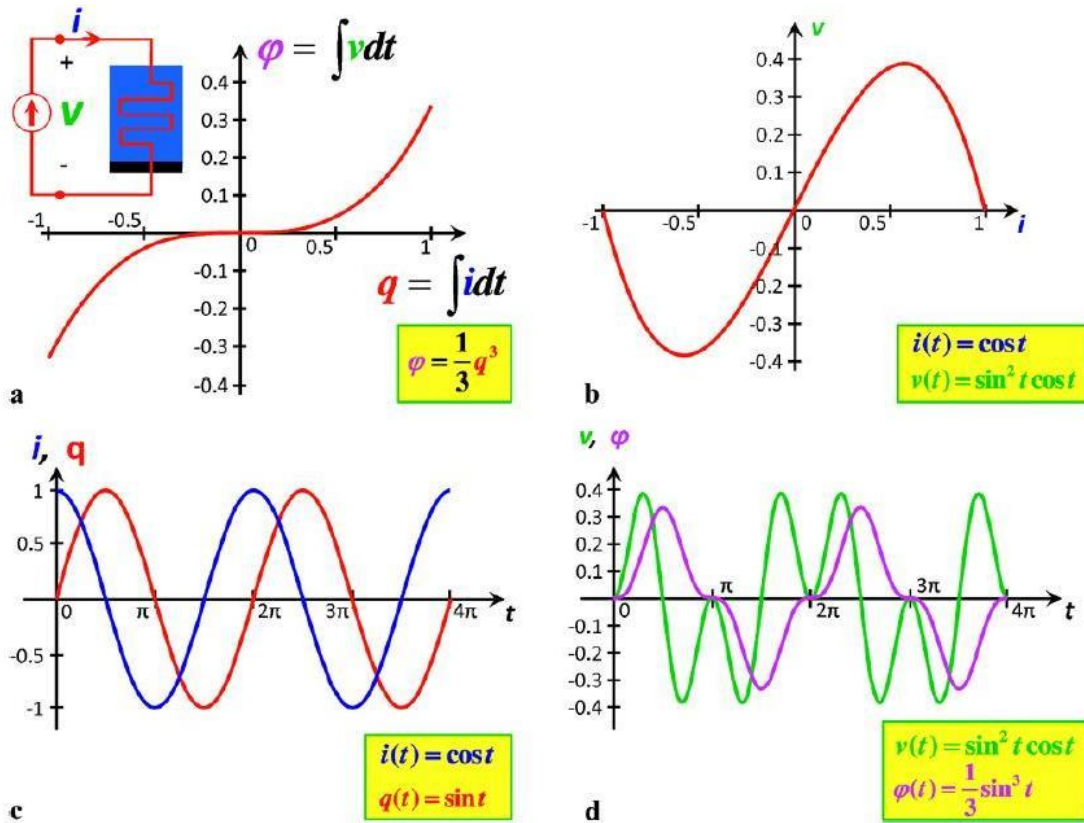 i
+
v
-
φ = ∫vdt
0.4
0.3
0.2
0.1
-1 -0.5 0 0.5 1
-0.1
-0.2
-0.3
-0.4
q = ∫idt
φ = 1/3 q³
a
v
0.4
0.3
0.2
0.1
0
-1 -0.5 0.5 1 i
-0.1
-0.2
-0.3
-0.4
i(t) = cos t
v(t) = sin² t cos t
b
i, q
1
0.5
0 π 2π 3π 4π t
-0.5
-1
i(t) = cos t
q(t) = sin t
c
v, φ
0.4
0.3
0.2
0.1
0 π 2π 3π 4π t
-0.1
-0.2
-0.3
-0.4
v(t) = sin² t cos t
φ(t) = 1/3 sin³ t
d